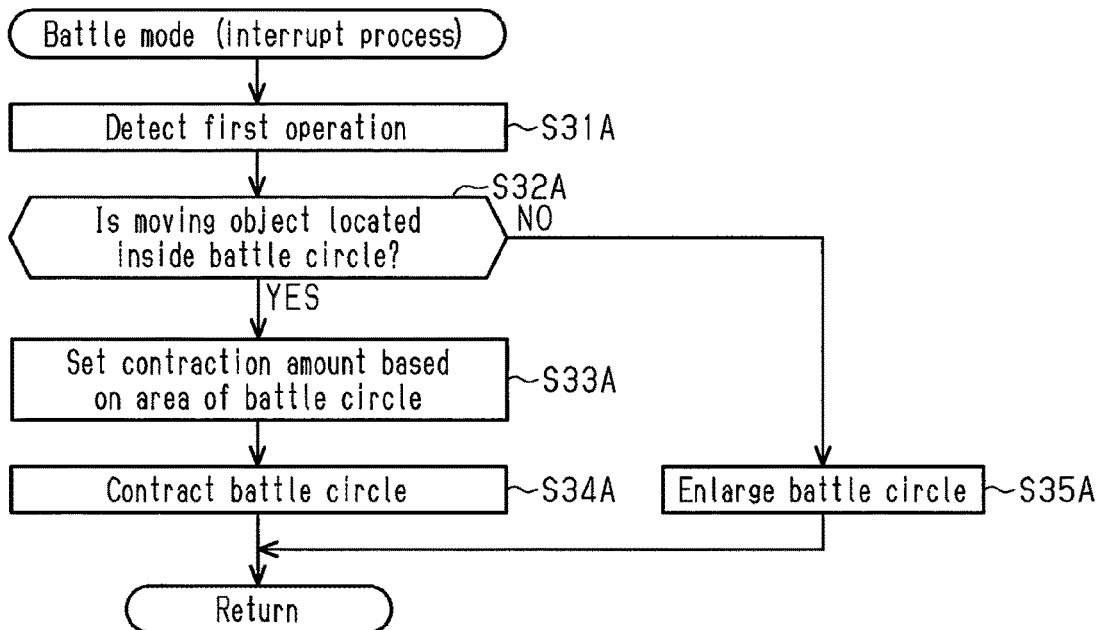 Battle mode (interrupt process)
Detect first operation
S31A
S32A
Is moving object located
inside battle circle?
NO
YES
Set contraction amount based
on area of battle circle
S33A
Contract battle circle
S34A
Enlarge battle circle
S35A
Return